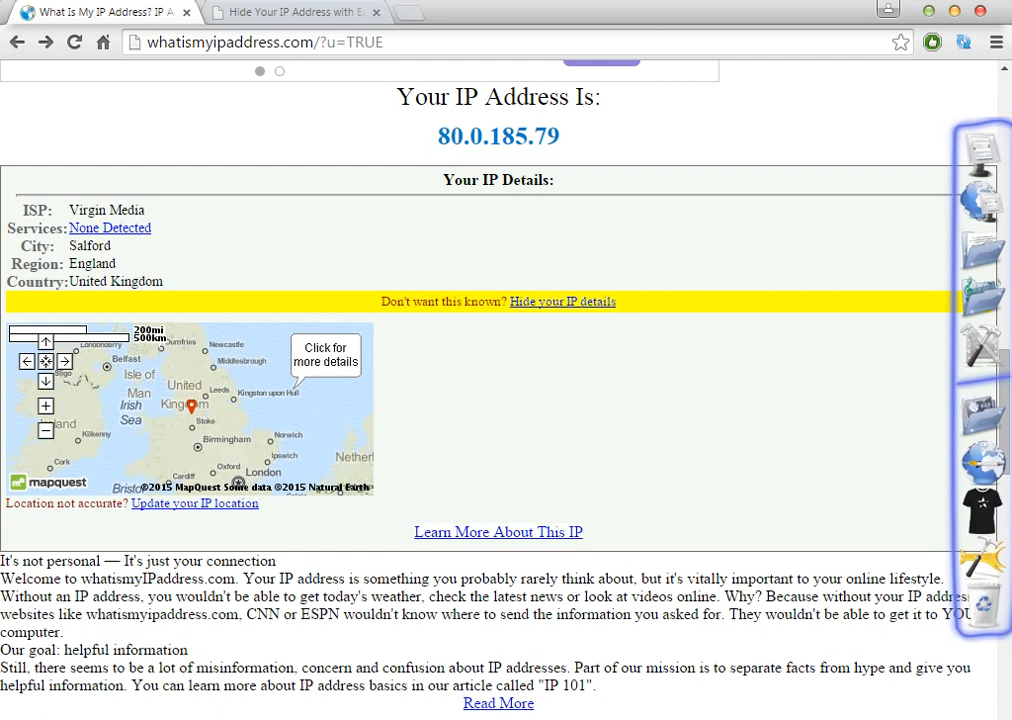 What Is My IP Address? IP A
Hide Your IP Address with E
whatismyipaddress.com/?u=TRUE
Your IP Address Is:
80.0.185.79
Your IP Details:
ISP: Virgin Media
Services: None Detected
City: Salford
Region: England
Country: United Kingdom
Don't want this known? Hide your IP details
200mi
500km
Londonderry
Dumfries
Newcastle
Belfast
Middlesbrough
Sligo
Isle of
Man
United
Kingdom
Leeds
Kingston upon Hull
Irish
Sea
Ireland
Stoke
Kilkenny
Birmingham
Norwich
Cork
Ipswich
Oxford
London
Nether
Cardiff
Bristol
Click for
more details
mapquest
©2015 MapQuest Some data ©2015 Natural Earth
Location not accurate? Update your IP location
Learn More About This IP
It's not personal — It's just your connection
Welcome to whatismyIPaddress.com. Your IP address is something you probably rarely think about, but it's vitally important to your online lifestyle.
Without an IP address, you wouldn't be able to get today's weather, check the latest news or look at videos online. Why? Because without your IP address,
websites like whatismyipaddress.com, CNN or ESPN wouldn't know where to send the information you asked for. They wouldn't be able to get it to YOUR
computer.
Our goal: helpful information
Still, there seems to be a lot of misinformation, concern and confusion about IP addresses. Part of our mission is to separate facts from hype and give you
helpful information. You can learn more about IP address basics in our article called "IP 101".
Read More